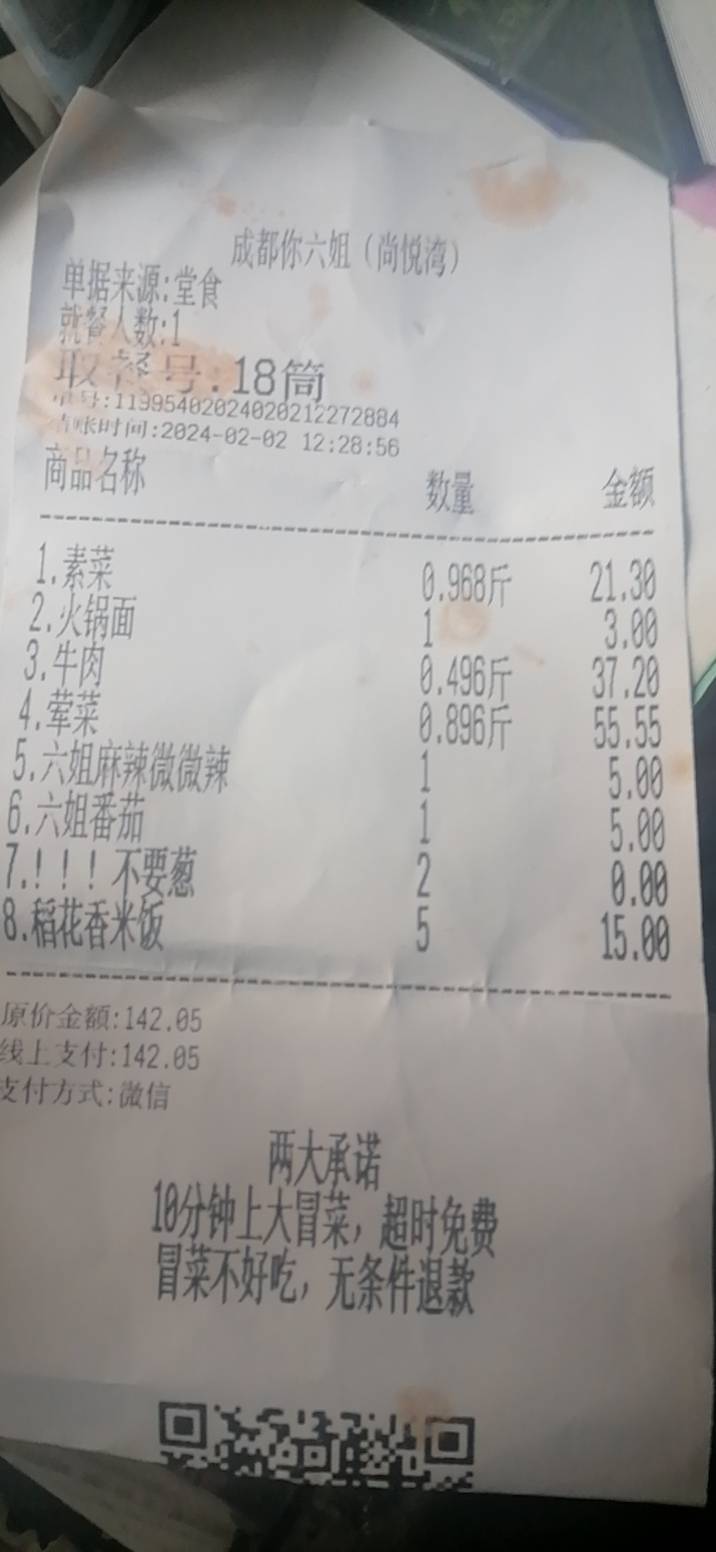 成都你六姐（尚悦湾）
单据来源:堂食
就餐人数:1
取餐号:18筒
单号:11995402024020212272884
结账时间:2024-02-02 12:28:56
商品名称 数量 金额
1.素菜 0.968斤 21.30
2.火锅面 1 3.00
3.牛肉 0.496斤 37.20
4.荤菜 0.896斤 55.55
5.六姐麻辣微微辣 1 5.00
6.六姐番茄 1 5.00
7.！！！不要葱 2 0.00
8.稻花香米饭 5 15.00
原价金额:142.05
线上支付:142.05
支付方式:微信
两大承诺
10分钟上大冒菜，超时免费
冒菜不好吃，无条件退款